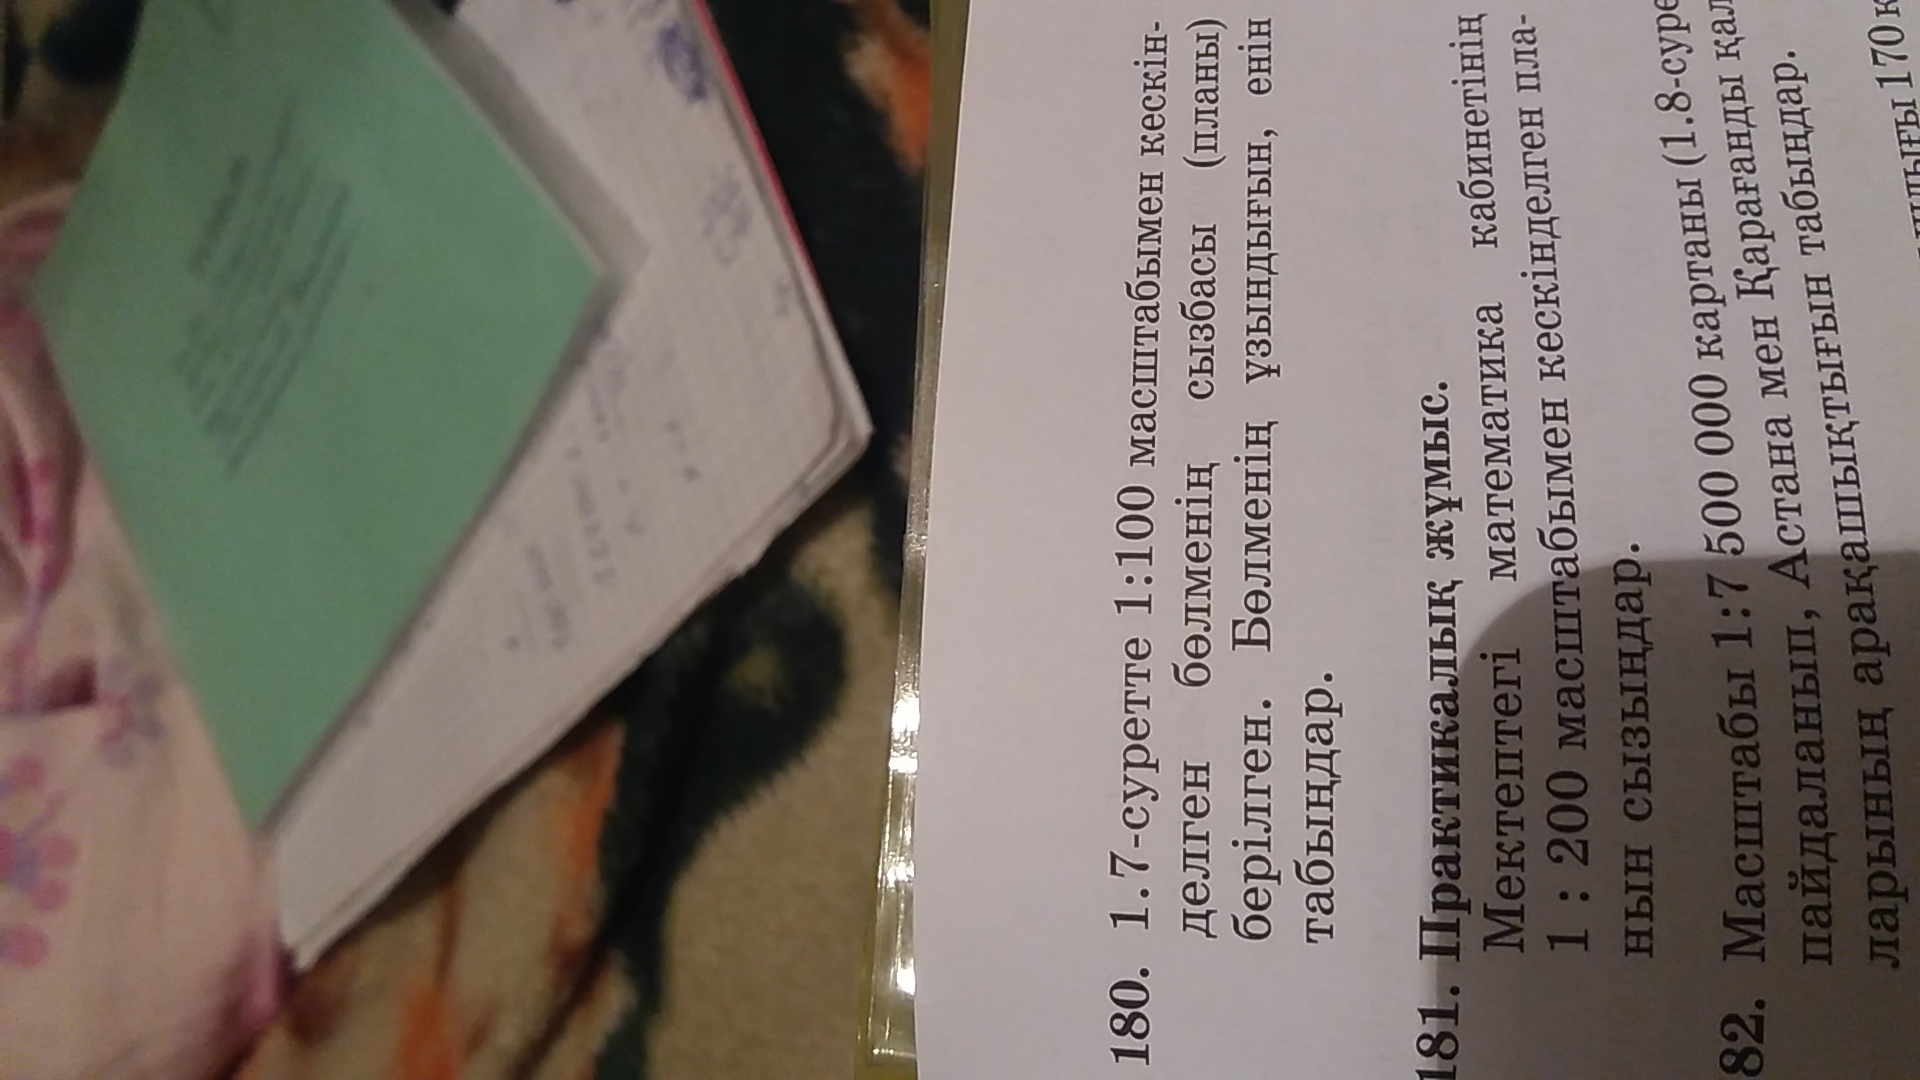 180. 1.7-суретте 1:100 масштабымен кескін-
делген бөлменің сызбасы (планы)
берілген. Бөлменің ұзындығын, енін
табыңдар.
181. Практикалық жұмыс.
Мектептегі математика кабинетінің
1 : 200 масштабымен кескінделген пла-
нын сызыңдар.
82. Масштабы 1:7 500 000 картаны (1.8-суре
пайдаланып, Астана мен Қарағанды қал
ларының арақашықтығын табыңдар.
170 к